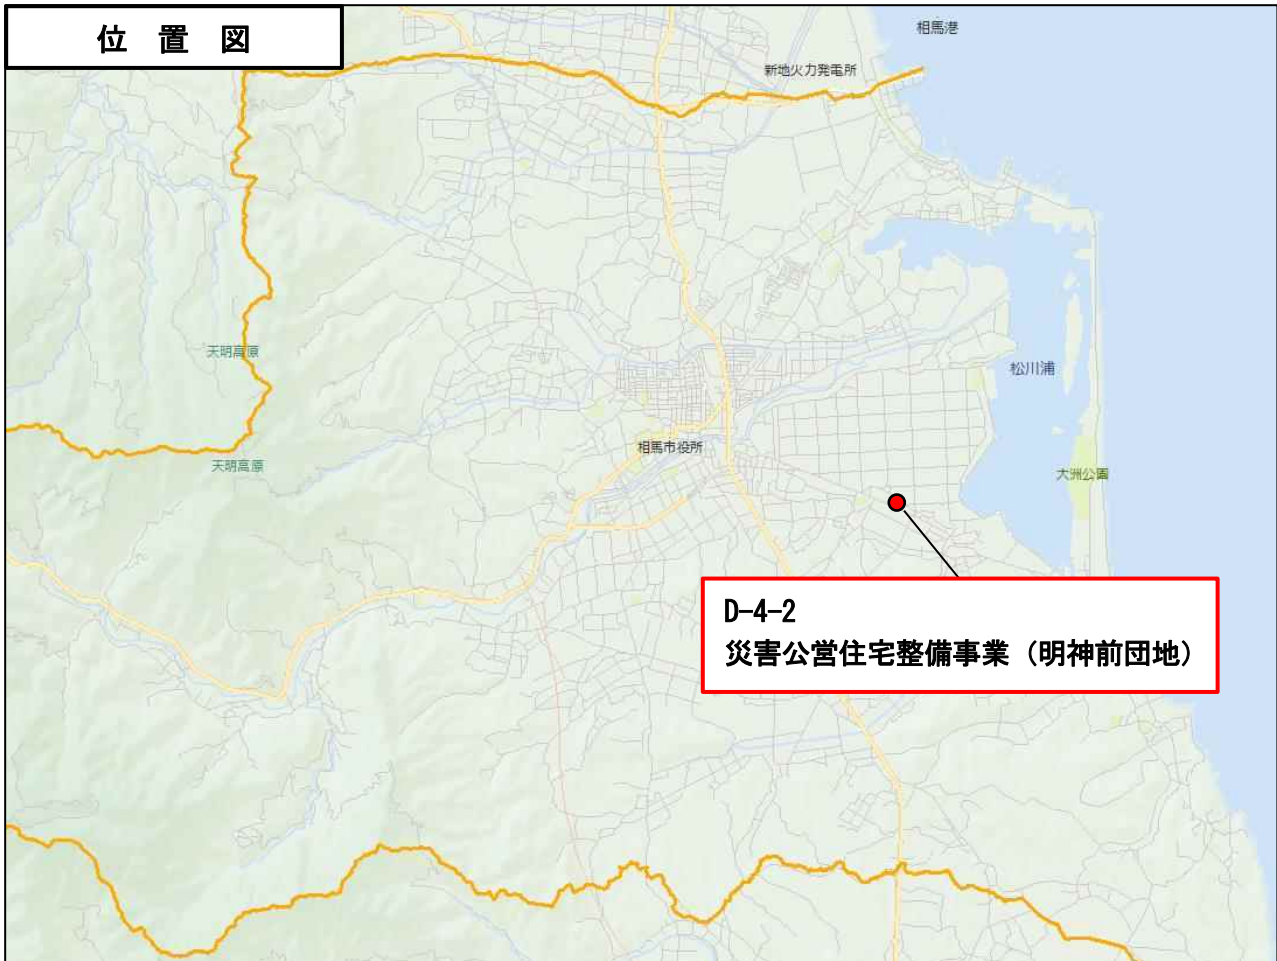 位 置 図
相馬港
新地火力発電所
天明高原
松川浦
相馬市役所
天明高原
大洲公園
D-4-2
災害公営住宅整備事業（明神前団地）